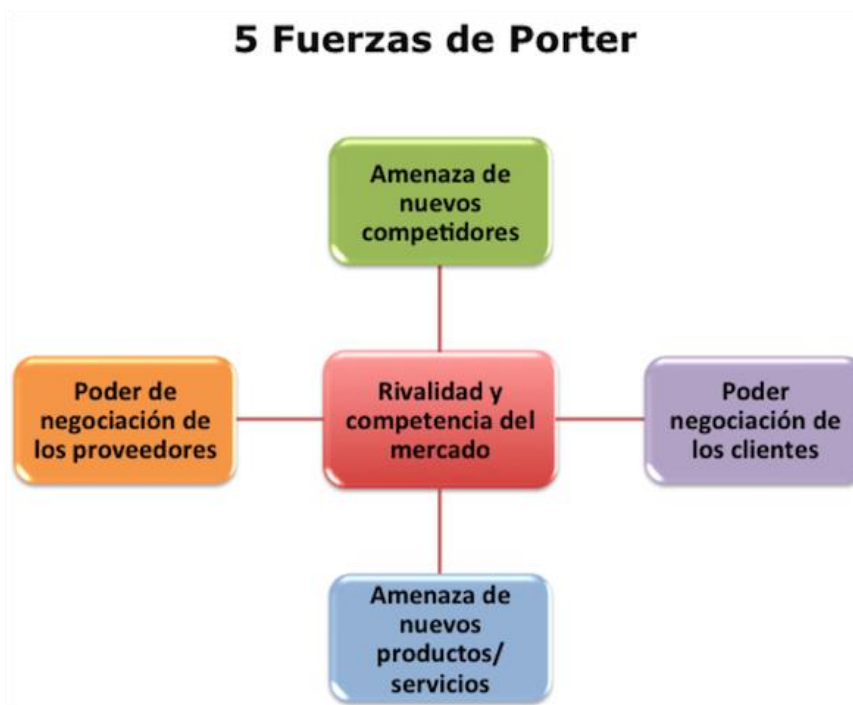 5 Fuerzas de Porter
Amenaza de
nuevos
competidores
Poder de
negociación de
los proveedores
Rivalidad y
competencia del
mercado
Poder
negociación de
los clientes
Amenaza de
nuevos
productos/
servicios